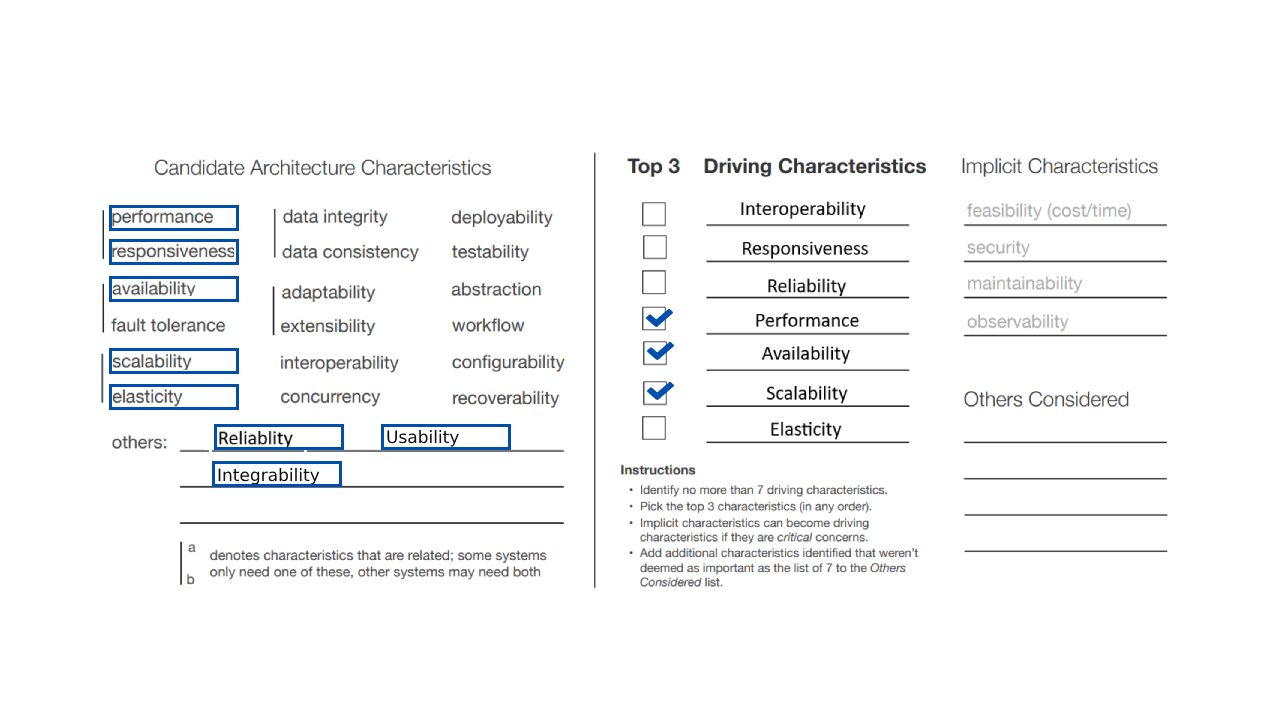 Candidate Architecture Characteristics
performance data integrity deployability
responsiveness data consistency testability
availability adaptability abstraction
fault tolerance extensibility workflow
scalability interoperability configurability
elasticity concurrency recoverability
others: Reliablity Usability
Integrability
a
b
denotes characteristics that are related; some systems
only need one of these, other systems may need both
Top 3 Driving Characteristics
Interoperability
Responsiveness
Reliability
Performance
Availability
Scalability
Elasticity
Instructions
• Identify no more than 7 driving characteristics.
• Pick the top 3 characteristics (in any order).
• Implicit characteristics can become driving
characteristics if they are critical concerns.
• Add additional characteristics identified that weren't
deemed as important as the list of 7 to the Others
Considered list.
Implicit Characteristics
feasibility (cost/time)
security
maintainability
observability
Others Considered